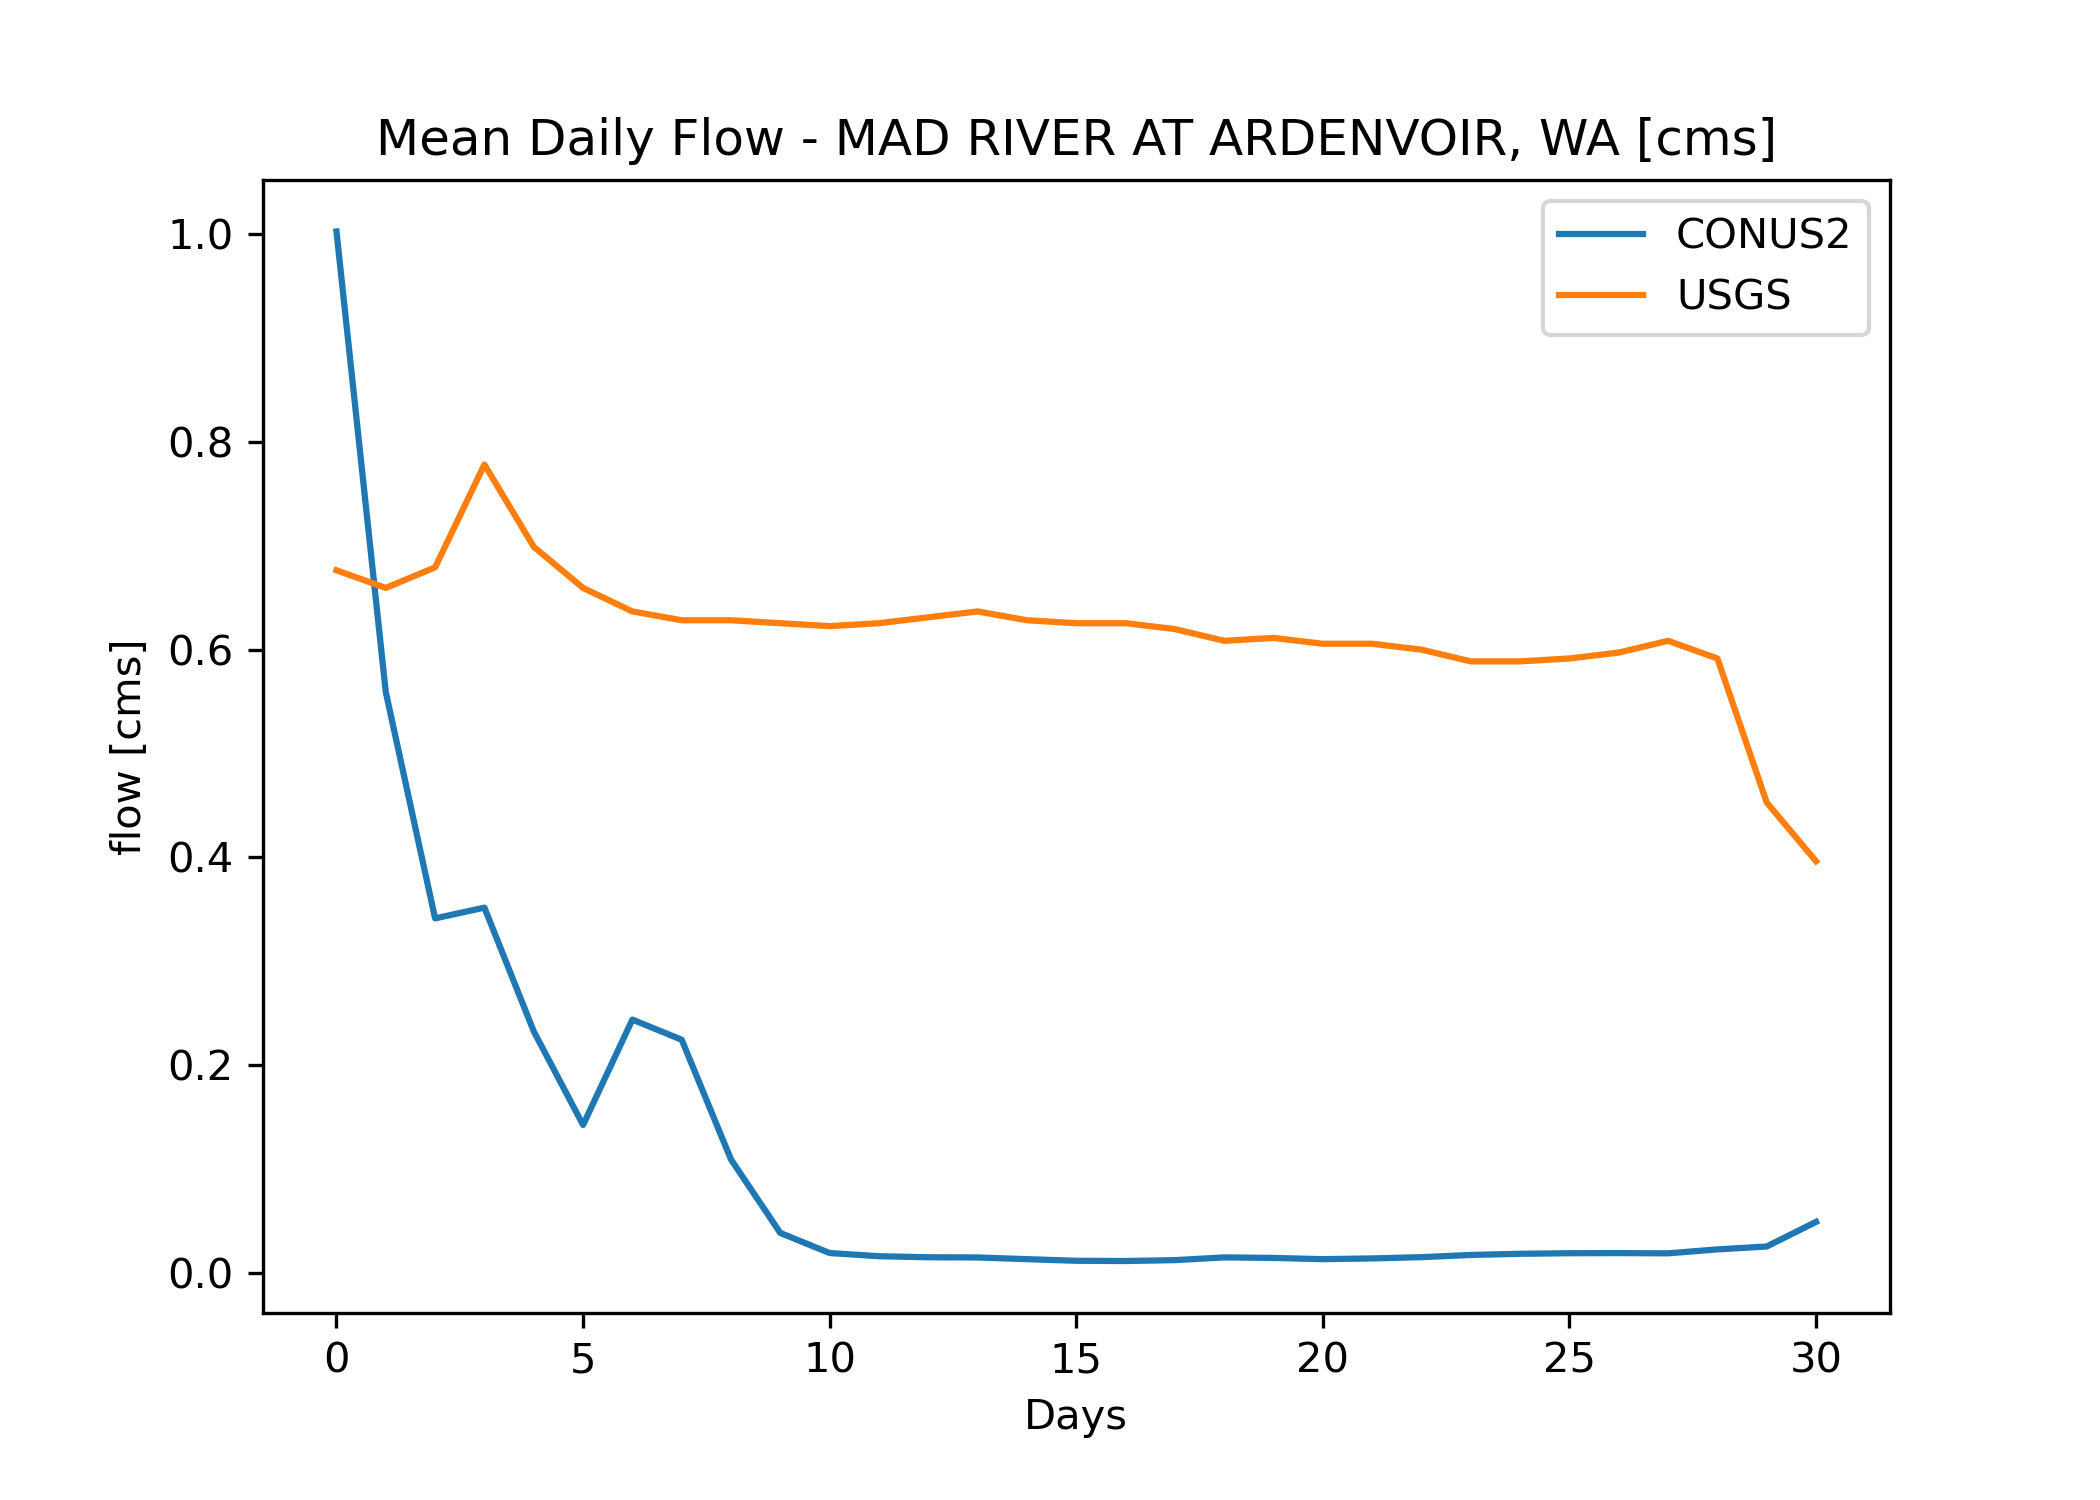 Mean Daily Flow - MAD RIVER AT ARDENVOIR, WA [cms]
CONUS2
USGS
flow [cms]
1.0
0.8
0.6
0.4
0.2
0.0
0 5 10 15 20 25 30
Days